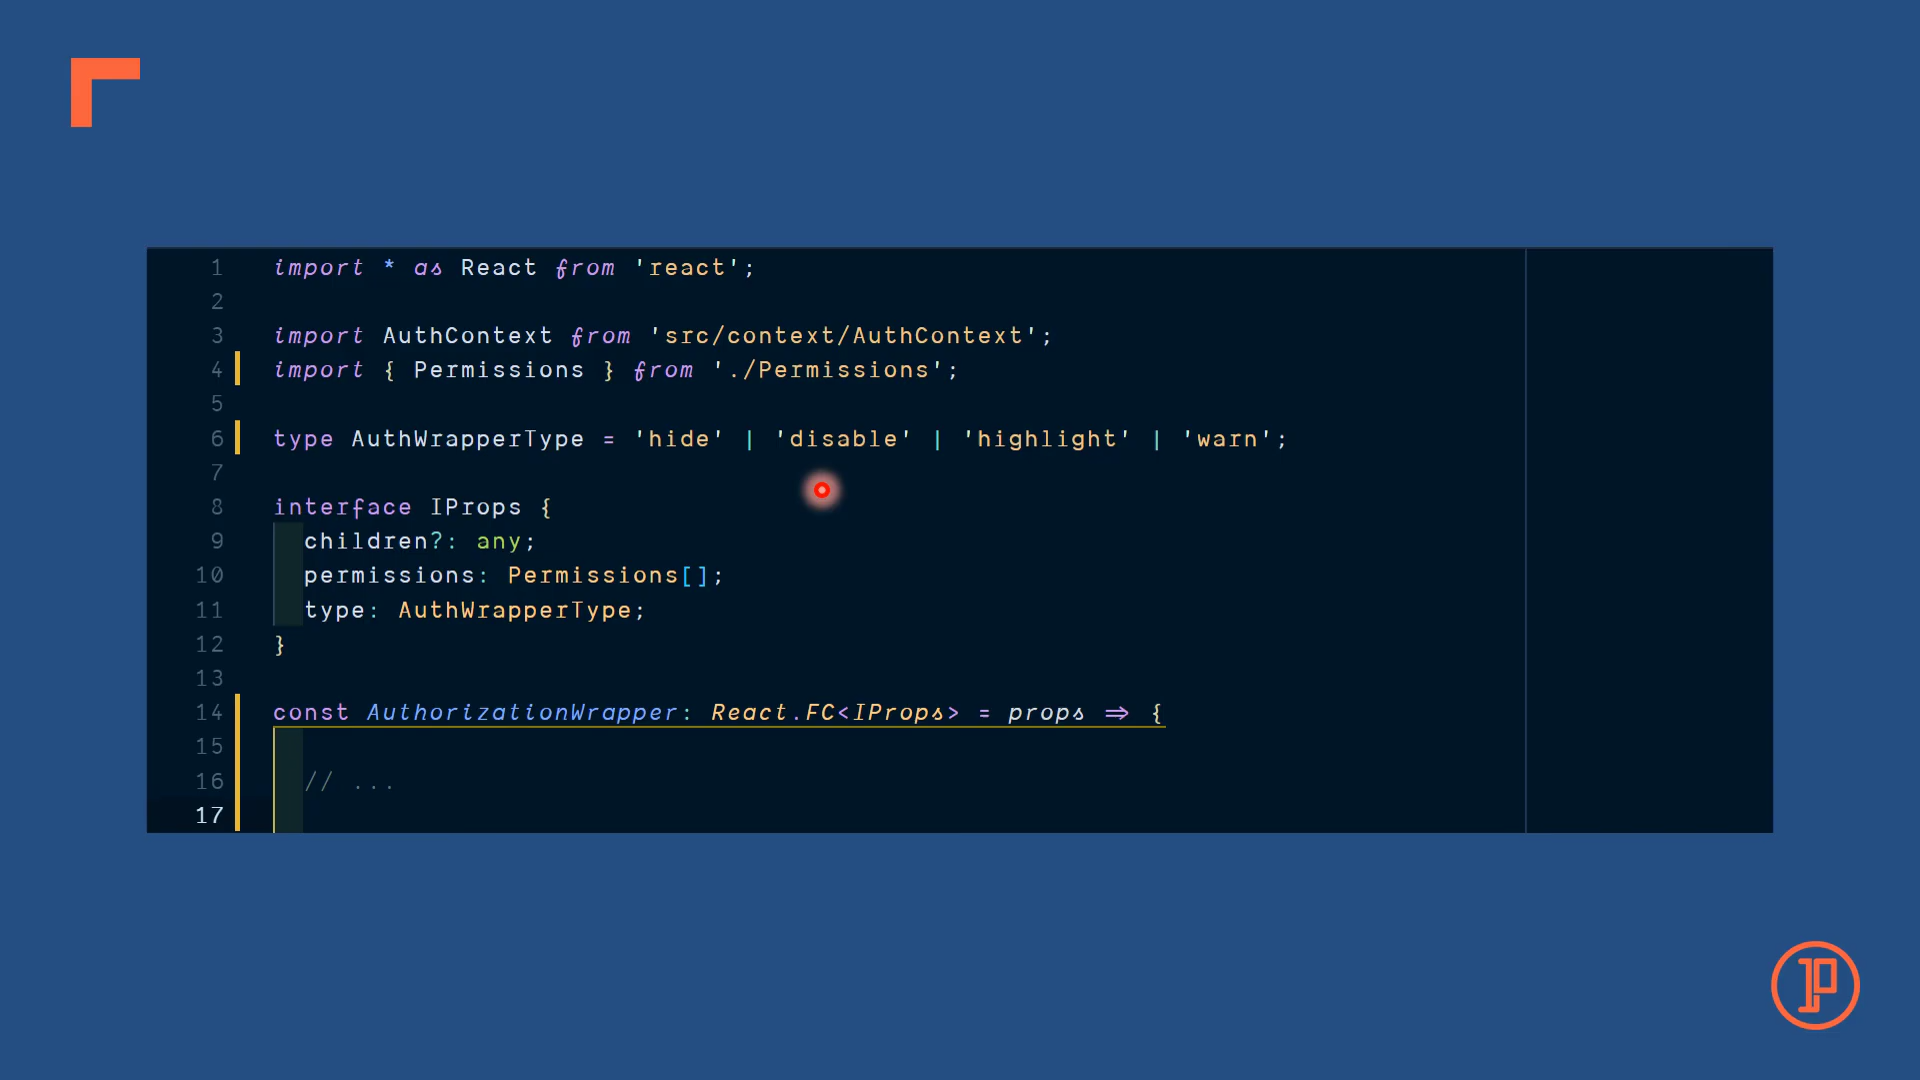 1 import * as React from 'react';
2
3 import AuthContext from 'src/context/AuthContext';
4 import { Permissions } from './Permissions';
5
6 type AuthWrapperType = 'hide' | 'disable' | 'highlight' | 'warn';
7
8 interface IProps {
9 children?: any;
10 permissions: Permissions[];
11 type: AuthWrapperType;
12 }
13
14 const AuthorizationWrapper: React.FC<IProps> = props => {
15
16 // ...
17